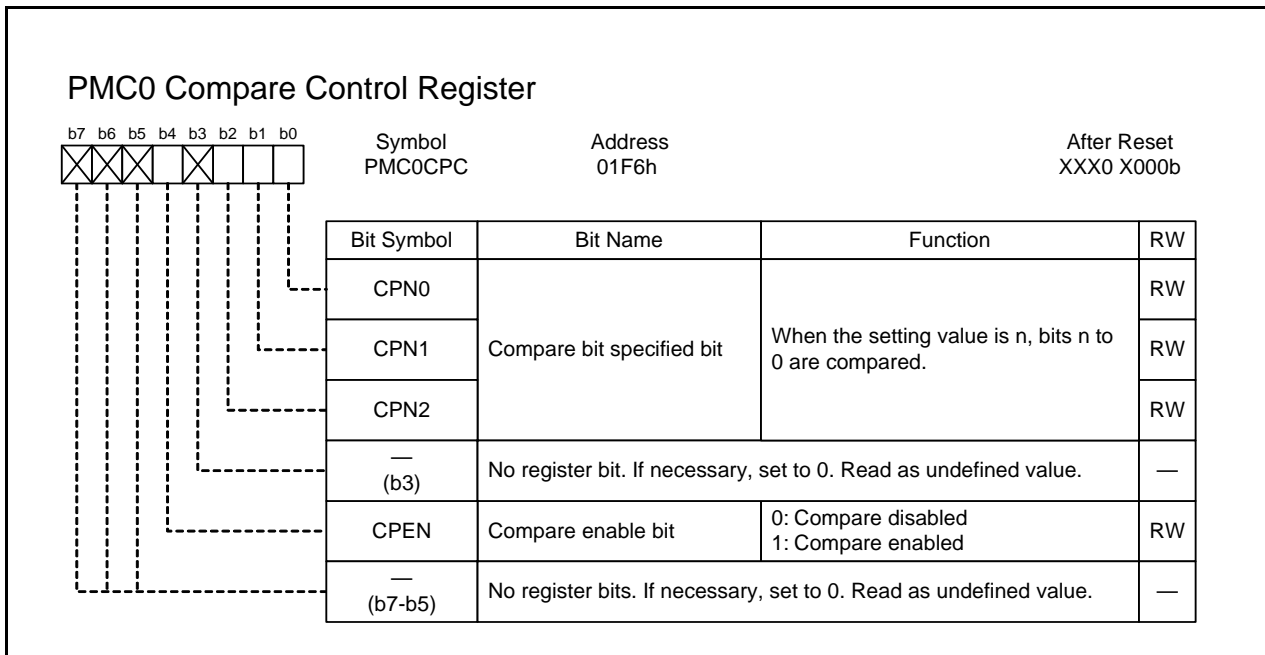 PMC0 Compare Control Register
b7 b6 b5 b4 b3 b2 b1 b0
Symbol Address After Reset
PMC0CPC 01F6h XXX0 X000b
Bit Symbol Bit Name Function RW
CPN0 RW
CPN1 Compare bit specified bit When the setting value is n, bits n to
0 are compared. RW
CPN2 RW
—
(b3) No register bit. If necessary, set to 0. Read as undefined value. —
CPEN Compare enable bit 0: Compare disabled
1: Compare enabled RW
—
(b7-b5) No register bits. If necessary, set to 0. Read as undefined value. —